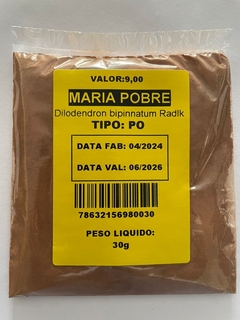 VALOR:9,00
MARIA POBRE
Dilodendron bipinnatum Radlk
TIPO: PO
DATA FAB: 04/2024
DATA VAL: 06/2026
78632156980030
PESO LIQUIDO:
30g